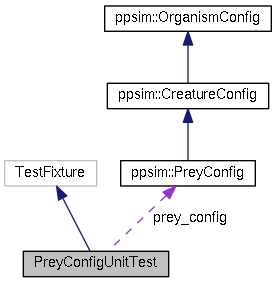 ppsim::OrganismConfig
ppsim::CreatureConfig
TestFixture
ppsim::PreyConfig
prey_config
PreyConfigUnitTest